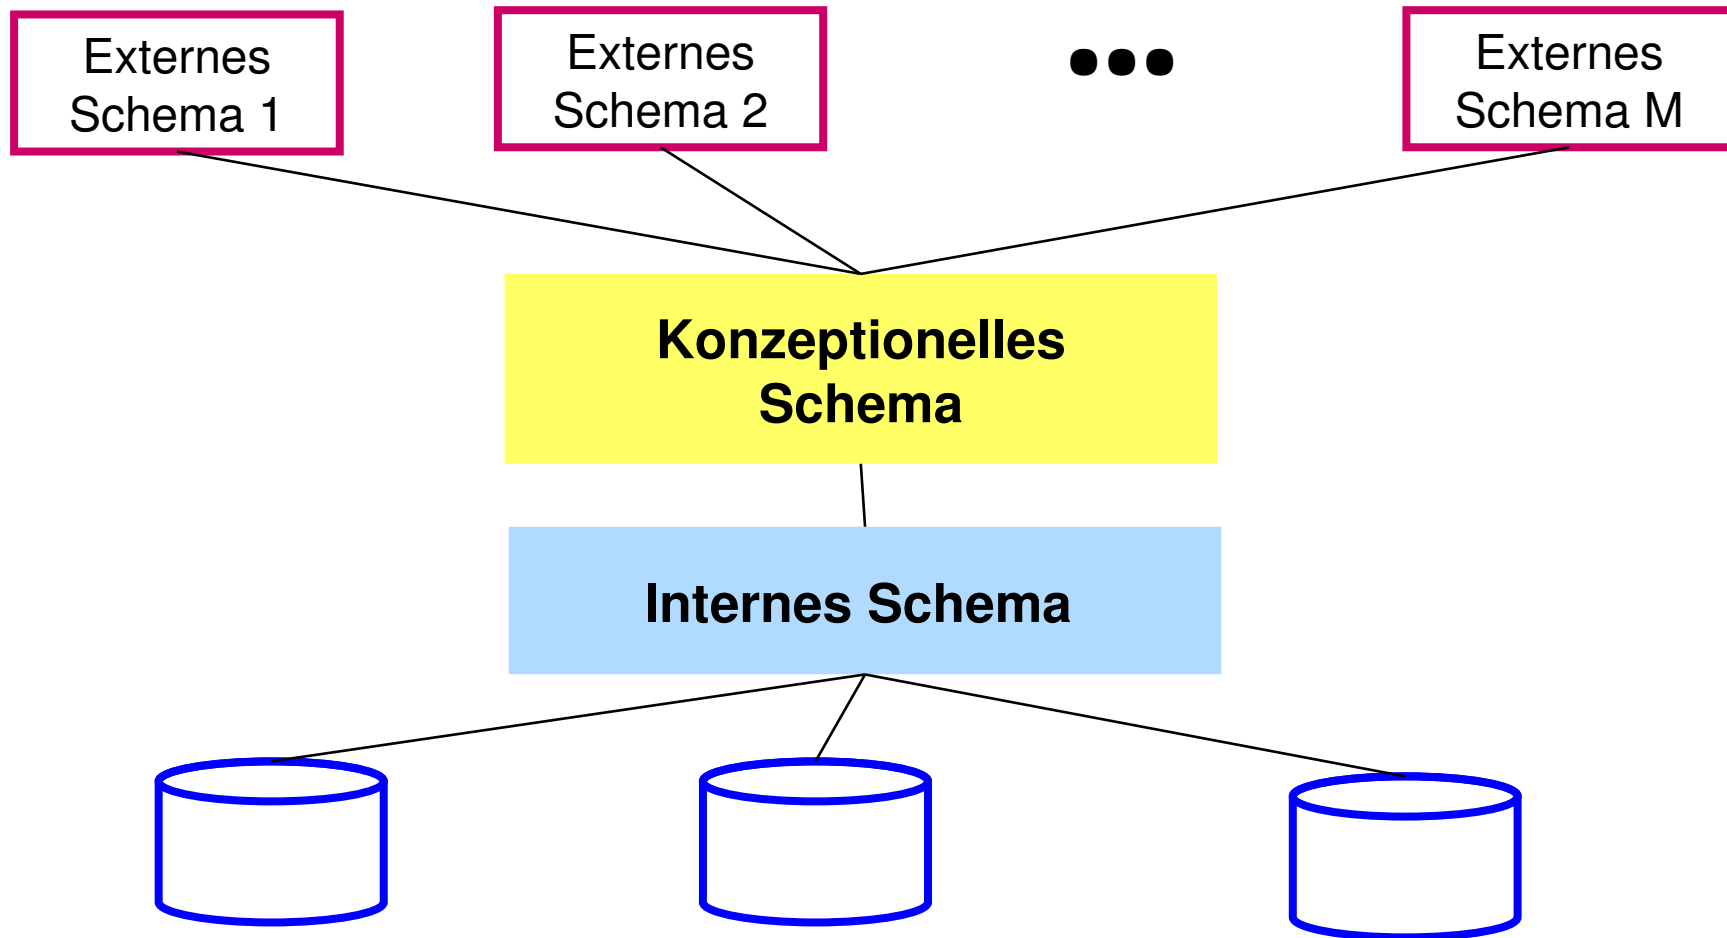 Externes
Schema 1
Externes
Schema 2
•••
Externes
Schema M
Konzeptionelles
Schema
Internes Schema